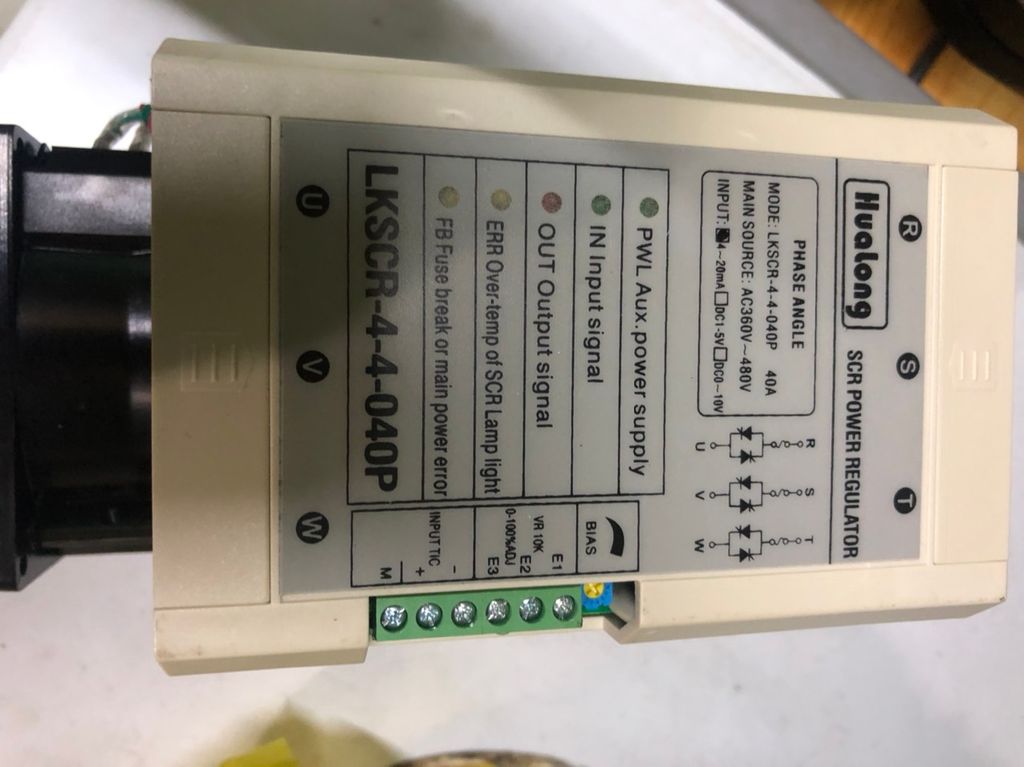 R S T
HuaLong SCR POWER REGULATOR
PHASE ANGLE
MODE: LKSCR-4-4-040P 40A
MAIN SOURCE: AC360V~480V
INPUT: 4~20mA DC1-5V DC0~10V
R S T
U V W
PWL Aux.power supply
IN Input signal
OUT Output signal
ERR Over-temp of SCR Lamp light
FB Fuse break or main power error
LKSCR-4-4-040P
BIAS
E1
VR 10K E2
0-100%ADJ E3
-
INPUT TIC +
M
U V W